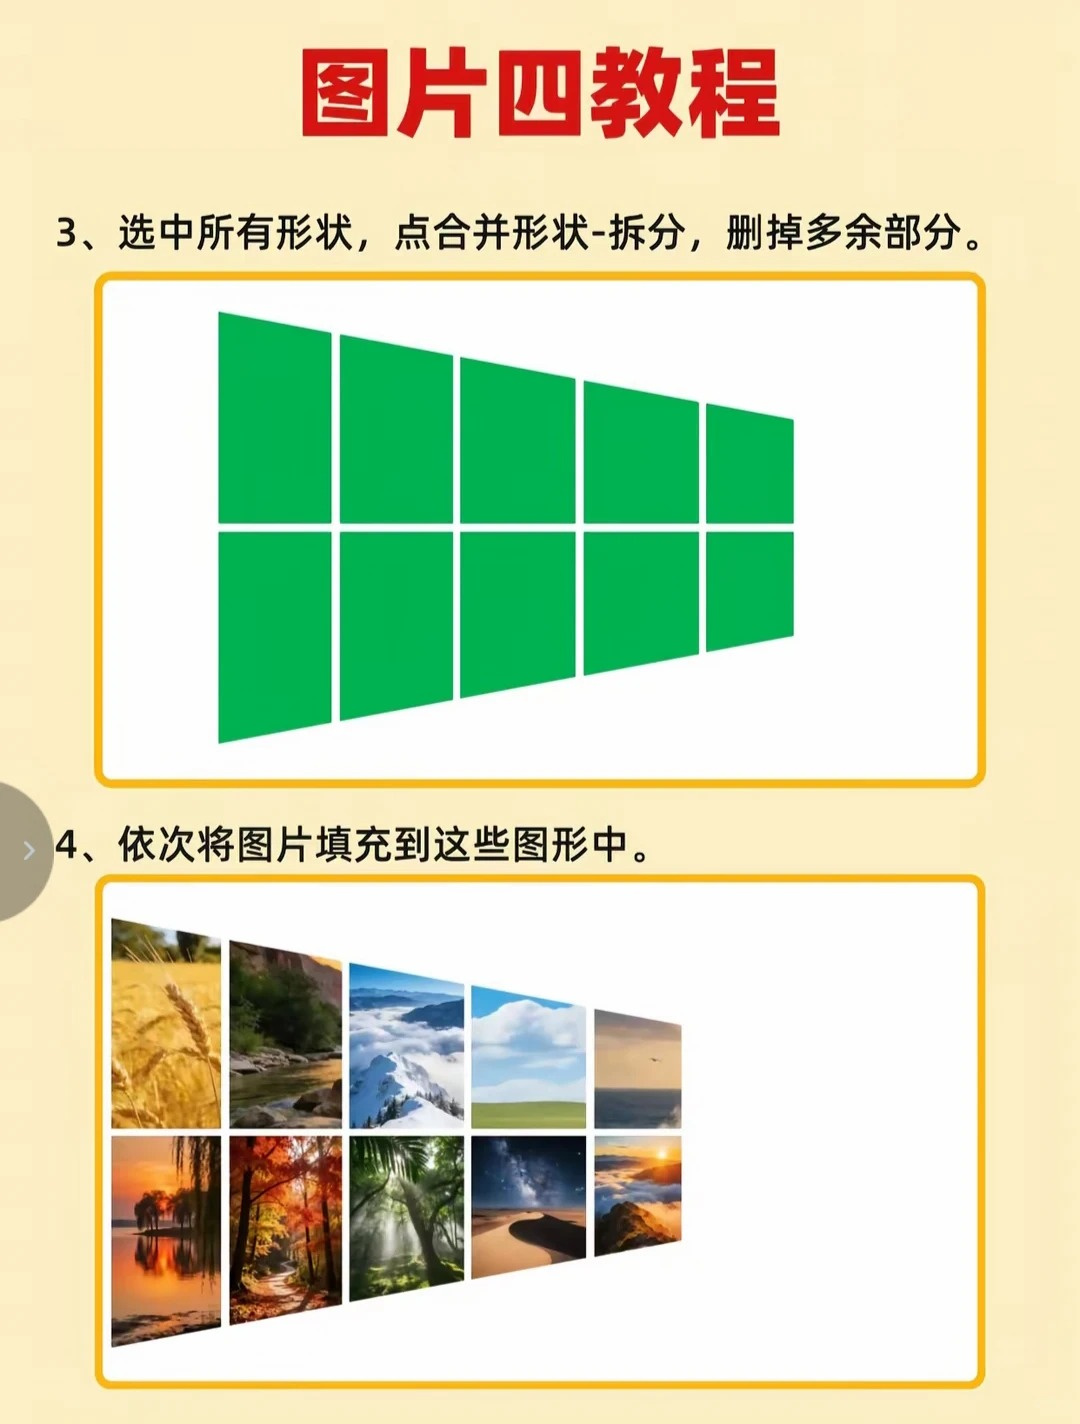 图片四教程
3、选中所有形状，点合并形状-拆分，删掉多余部分。
4、依次将图片填充到这些图形中。